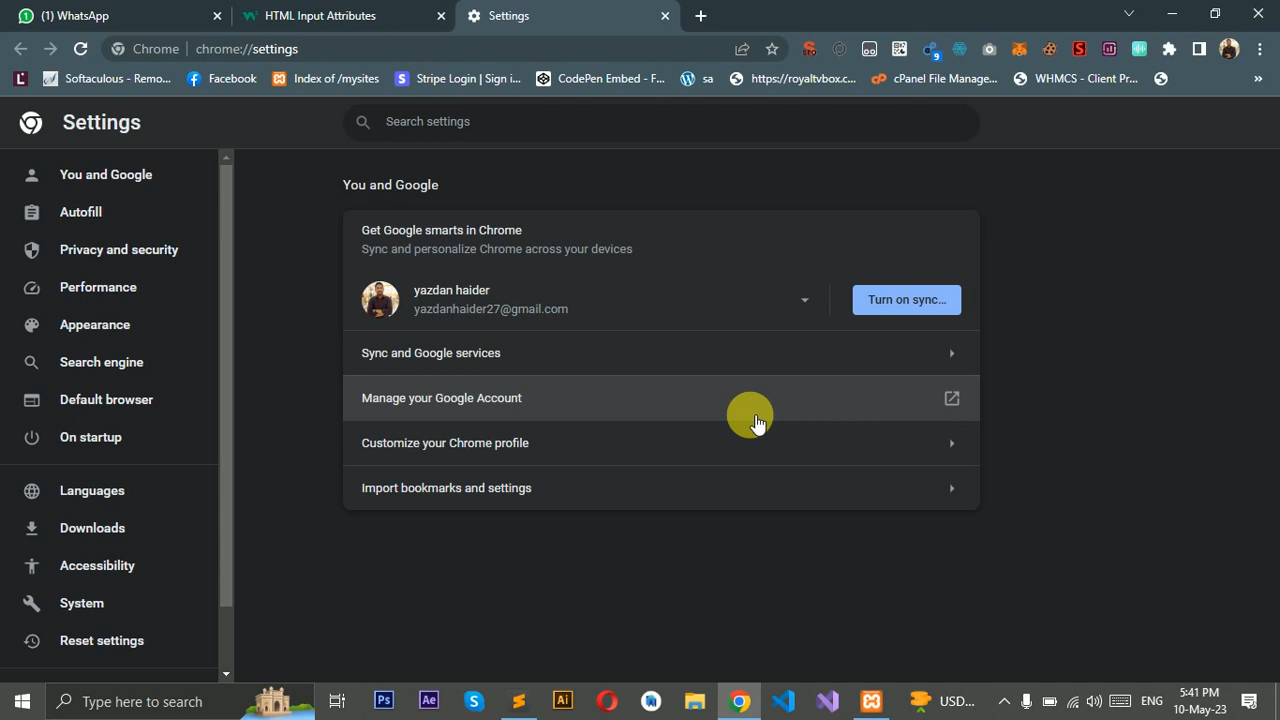 (1) WhatsApp
HTML Input Attributes
Settings
Chrome
chrome://settings
9
Softaculous - Remo...
Facebook
Index of /mysites
Stripe Login | Sign i...
CodePen Embed - F...
sa
https://royaltvbox.c...
cPanel File Manage...
WHMCS - Client Pr...
»
Settings
Search settings
You and Google
Autofill
Privacy and security
Performance
Appearance
Search engine
Default browser
On startup
Languages
Downloads
Accessibility
System
Reset settings
You and Google
Get Google smarts in Chrome
Sync and personalize Chrome across your devices
yazdan haider
yazdanhaider27@gmail.com
Turn on sync...
Sync and Google services
Manage your Google Account
Customize your Chrome profile
Import bookmarks and settings
Type here to search
Ps
Ae
Ai
USD...
ENG
5:41 PM
10-May-23